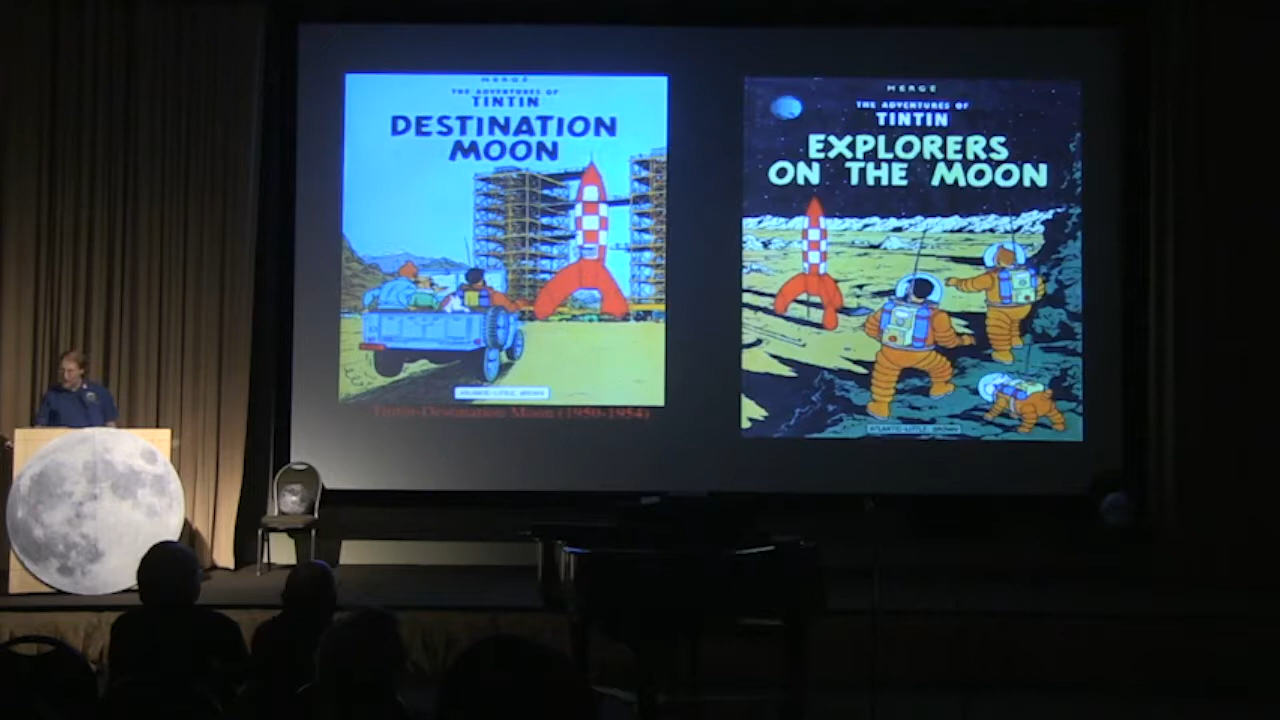 HERGÉ
THE ADVENTURES OF
TINTIN
DESTINATION
MOON
ATLANTIC-LITTLE, BROWN
Tintin-Destination Moon (1950-1954)
HERGÉ
THE ADVENTURES OF
TINTIN
EXPLORERS
ON THE MOON
ATLANTIC-LITTLE, BROWN